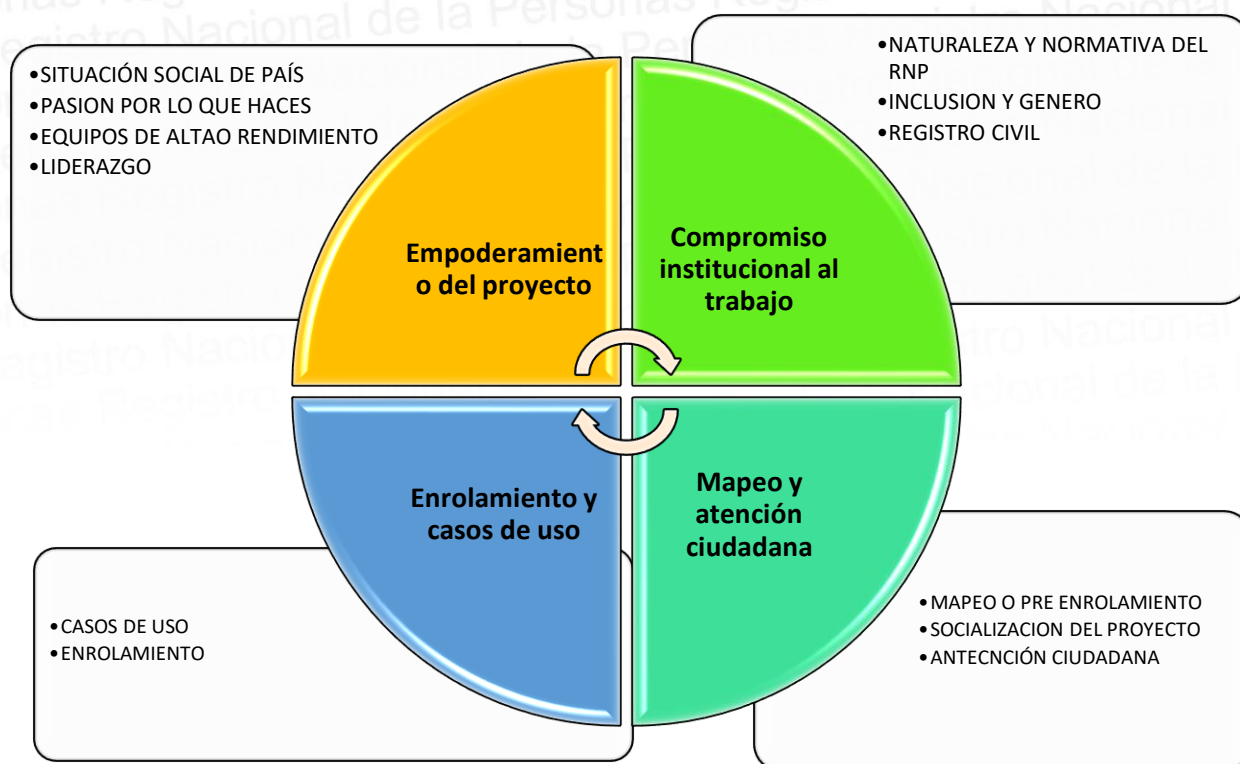 •SITUACIÓN SOCIAL DE PAÍS
•PASION POR LO QUE HACES
•EQUIPOS DE ALTAO RENDIMIENTO
•LIDERAZGO
•NATURALEZA Y NORMATIVA DEL
RNP
•INCLUSION Y GENERO
•REGISTRO CIVIL
Empoderamient
o del proyecto
Compromiso
institucional al
trabajo
Enrolamiento y
casos de uso
Mapeo y
atención
ciudadana
•CASOS DE USO
•ENROLAMIENTO
•MAPEO O PRE ENROLAMIENTO
•SOCIALIZACION DEL PROYECTO
•ANTECNCIÓN CIUDADANA